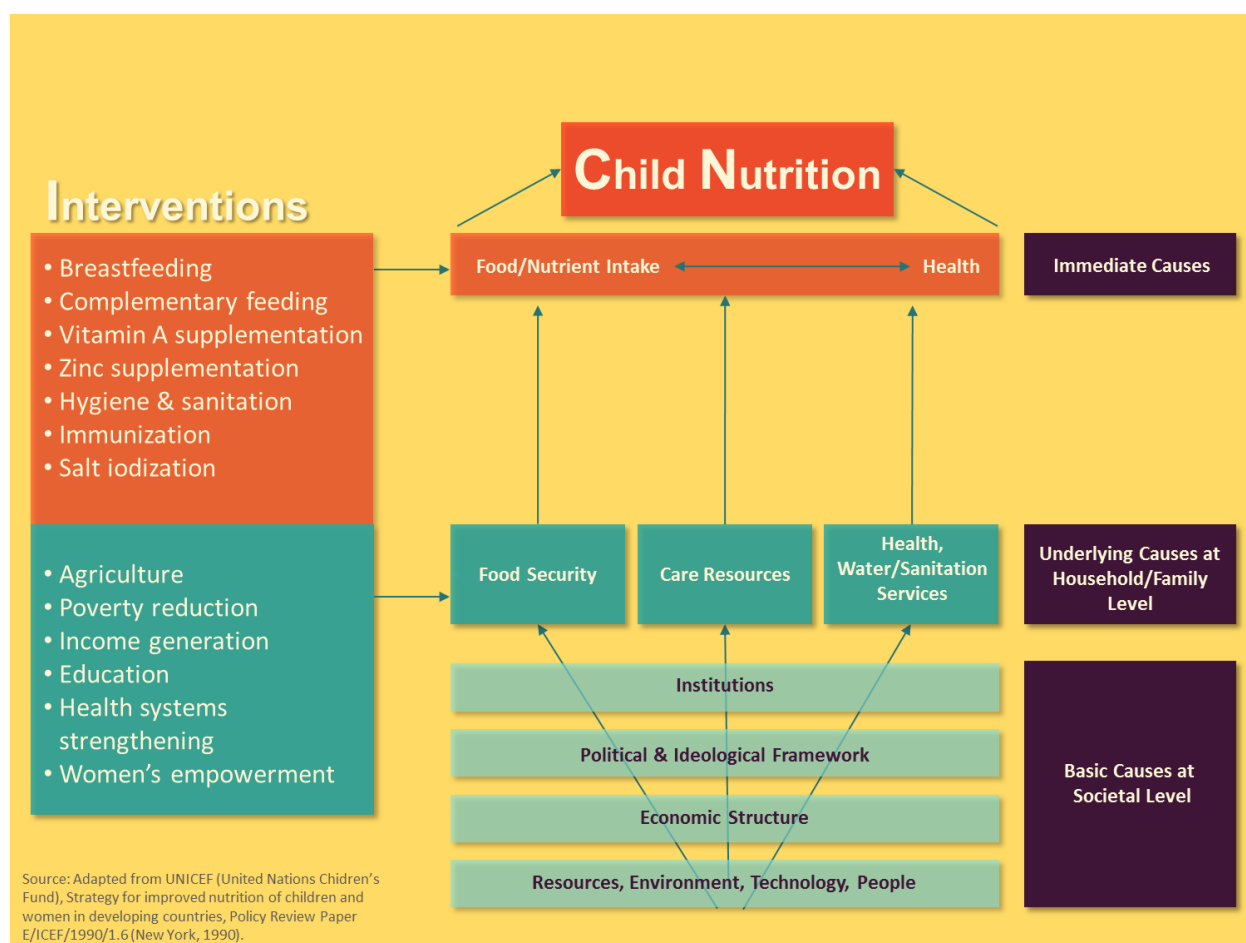 Child Nutrition
Interventions
• Breastfeeding
• Complementary feeding
• Vitamin A supplementation
• Zinc supplementation
• Hygiene & sanitation
• Immunization
• Salt iodization
Food/Nutrient Intake
Health
Immediate Causes
• Agriculture
• Poverty reduction
• Income generation
• Education
• Health systems
strengthening
• Women's empowerment
Food Security
Care Resources
Health,
Water/Sanitation
Services
Underlying Causes at
Household/Family
Level
Institutions
Political & Ideological Framework
Economic Structure
Resources, Environment, Technology, People
Basic Causes at
Societal Level
Source: Adapted from UNICEF (United Nations Chidren's
Fund), Strategy for improved nutrition of children and
women in developing countries, Policy Review Paper
E/ICEF/1990/1.6 (New York, 1990).